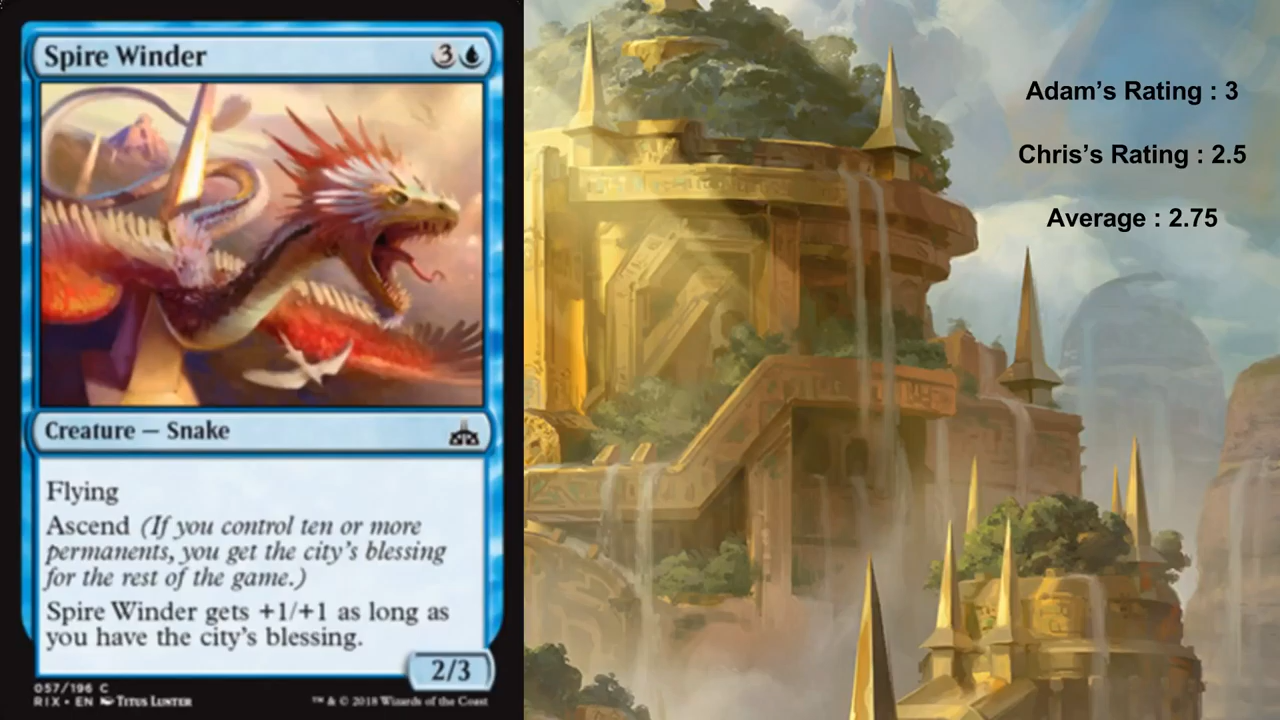 Spire Winder
3
Creature — Snake
Flying
Ascend (If you control ten or more
permanents, you get the city's blessing
for the rest of the game.)
Spire Winder gets +1/+1 as long as
you have the city's blessing.
2/3
057/196 C
RIX • EN Titus Lunter
™ & © 2018 Wizards of the Coast
Adam's Rating : 3
Chris's Rating : 2.5
Average : 2.75